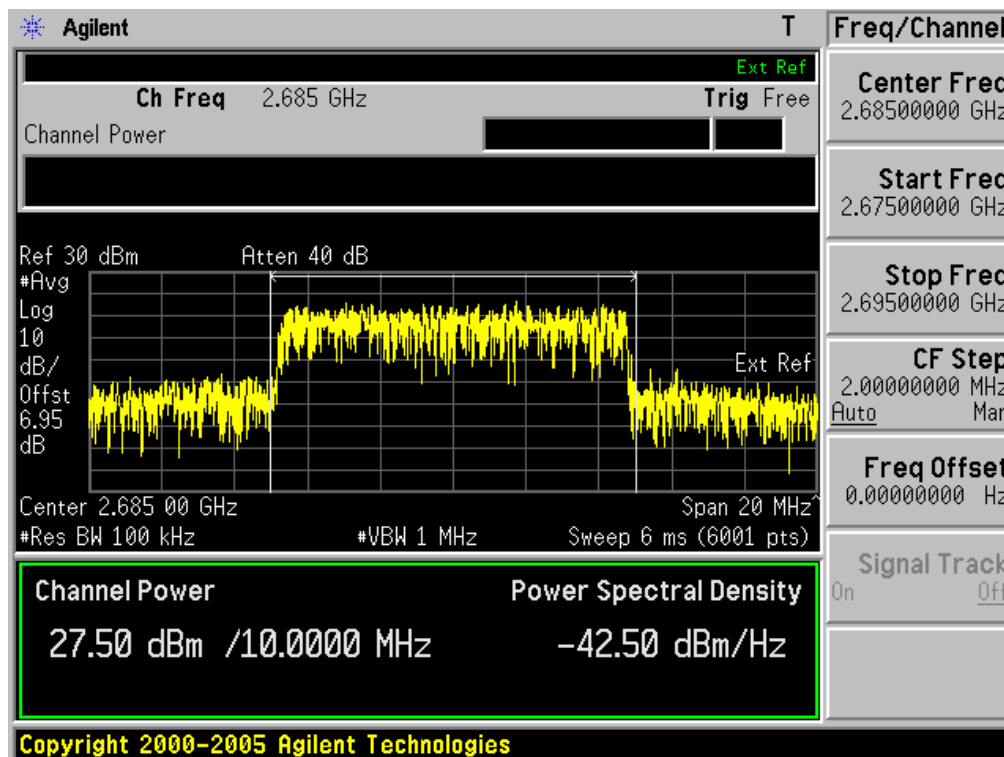 Agilent T
Freq/Channel
Ext Ref
Ch Freq 2.685 GHz Trig Free
Channel Power
Center Freq
2.68500000 GHz
Start Freq
2.67500000 GHz
Stop Freq
2.69500000 GHz
CF Step
2.00000000 MHz
Auto Man
Freq Offset
0.00000000 Hz
Signal Track
On Off
Ref 30 dBm Atten 40 dB
#Avg
Log
10
dB/
Offst
6.95
dB
Ext Ref
Center 2.685 00 GHz Span 20 MHz^
#Res BW 100 kHz #VBW 1 MHz Sweep 6 ms (6001 pts)
Channel Power Power Spectral Density
27.50 dBm /10.0000 MHz -42.50 dBm/Hz
Copyright 2000-2005 Agilent Technologies